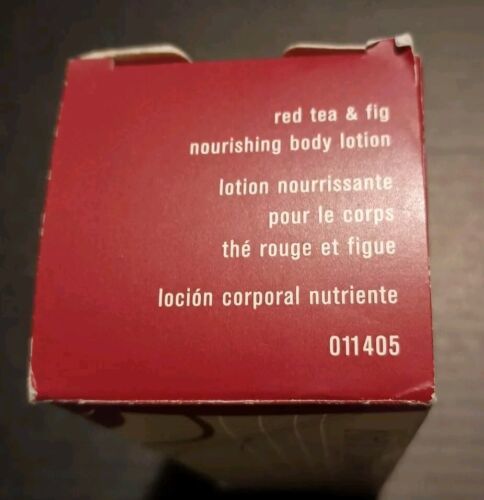 red tea & fig
nourishing body lotion
lotion nourrissante
pour le corps
thé rouge et figue
loción corporal nutriente
011405